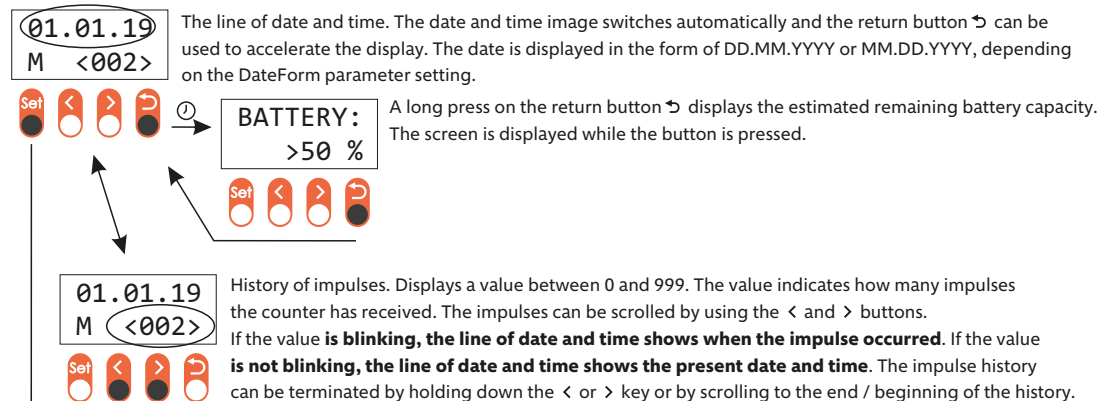 01.01.19
M <002>
The line of date and time. The date and time image switches automatically and the return button ⮌ can be
used to accelerate the display. The date is displayed in the form of DD.MM.YYYY or MM.DD.YYYY, depending
on the DateForm parameter setting.
Set < > ⮌
BATTERY:
>50 %
A long press on the return button ⮌ displays the estimated remaining battery capacity.
The screen is displayed while the button is pressed.
Set < > ⮌
01.01.19
M <002>
History of impulses. Displays a value between 0 and 999. The value indicates how many impulses
the counter has received. The impulses can be scrolled by using the < and > buttons.
If the value is blinking, the line of date and time shows when the impulse occurred. If the value
is not blinking, the line of date and time shows the present date and time. The impulse history
can be terminated by holding down the < or > key or by scrolling to the end / beginning of the history.
Set < > ⮌